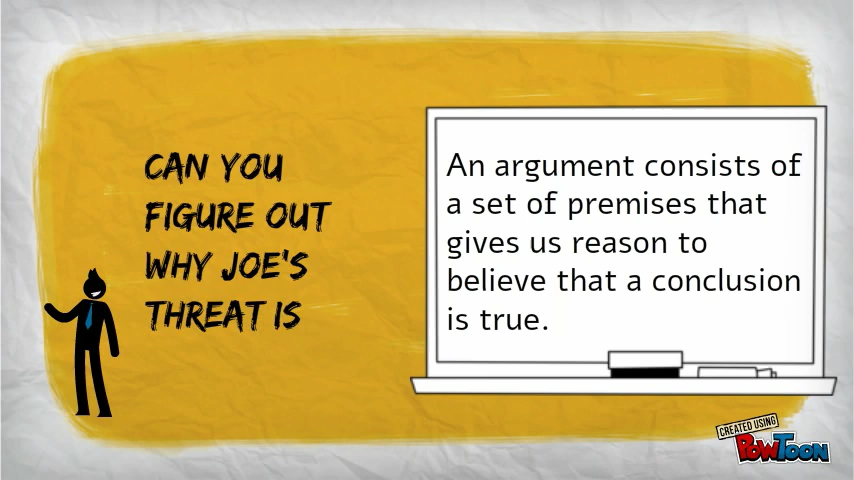 CAN YOU
FIGURE OUT
WHY JOE'S
THREAT IS
An argument consists of
a set of premises that
gives us reason to
believe that a conclusion
is true.
CREATED USING
POWTOON